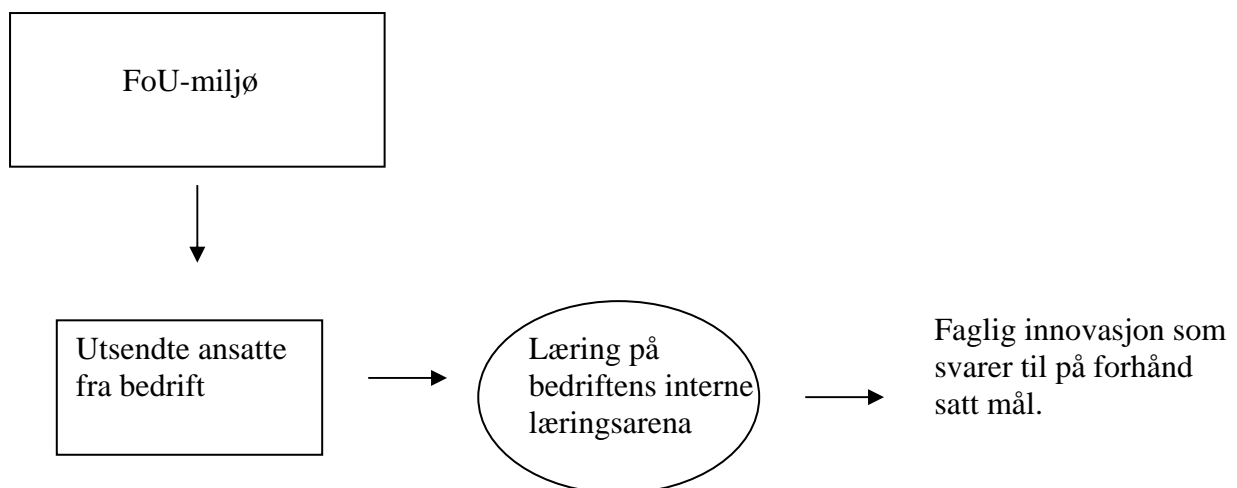 FoU-miljø
Utsendte ansatte
fra bedrift
Læring på
bedriftens interne
læringsarena
Faglig innovasjon som
svarer til på forhånd
satt mål.